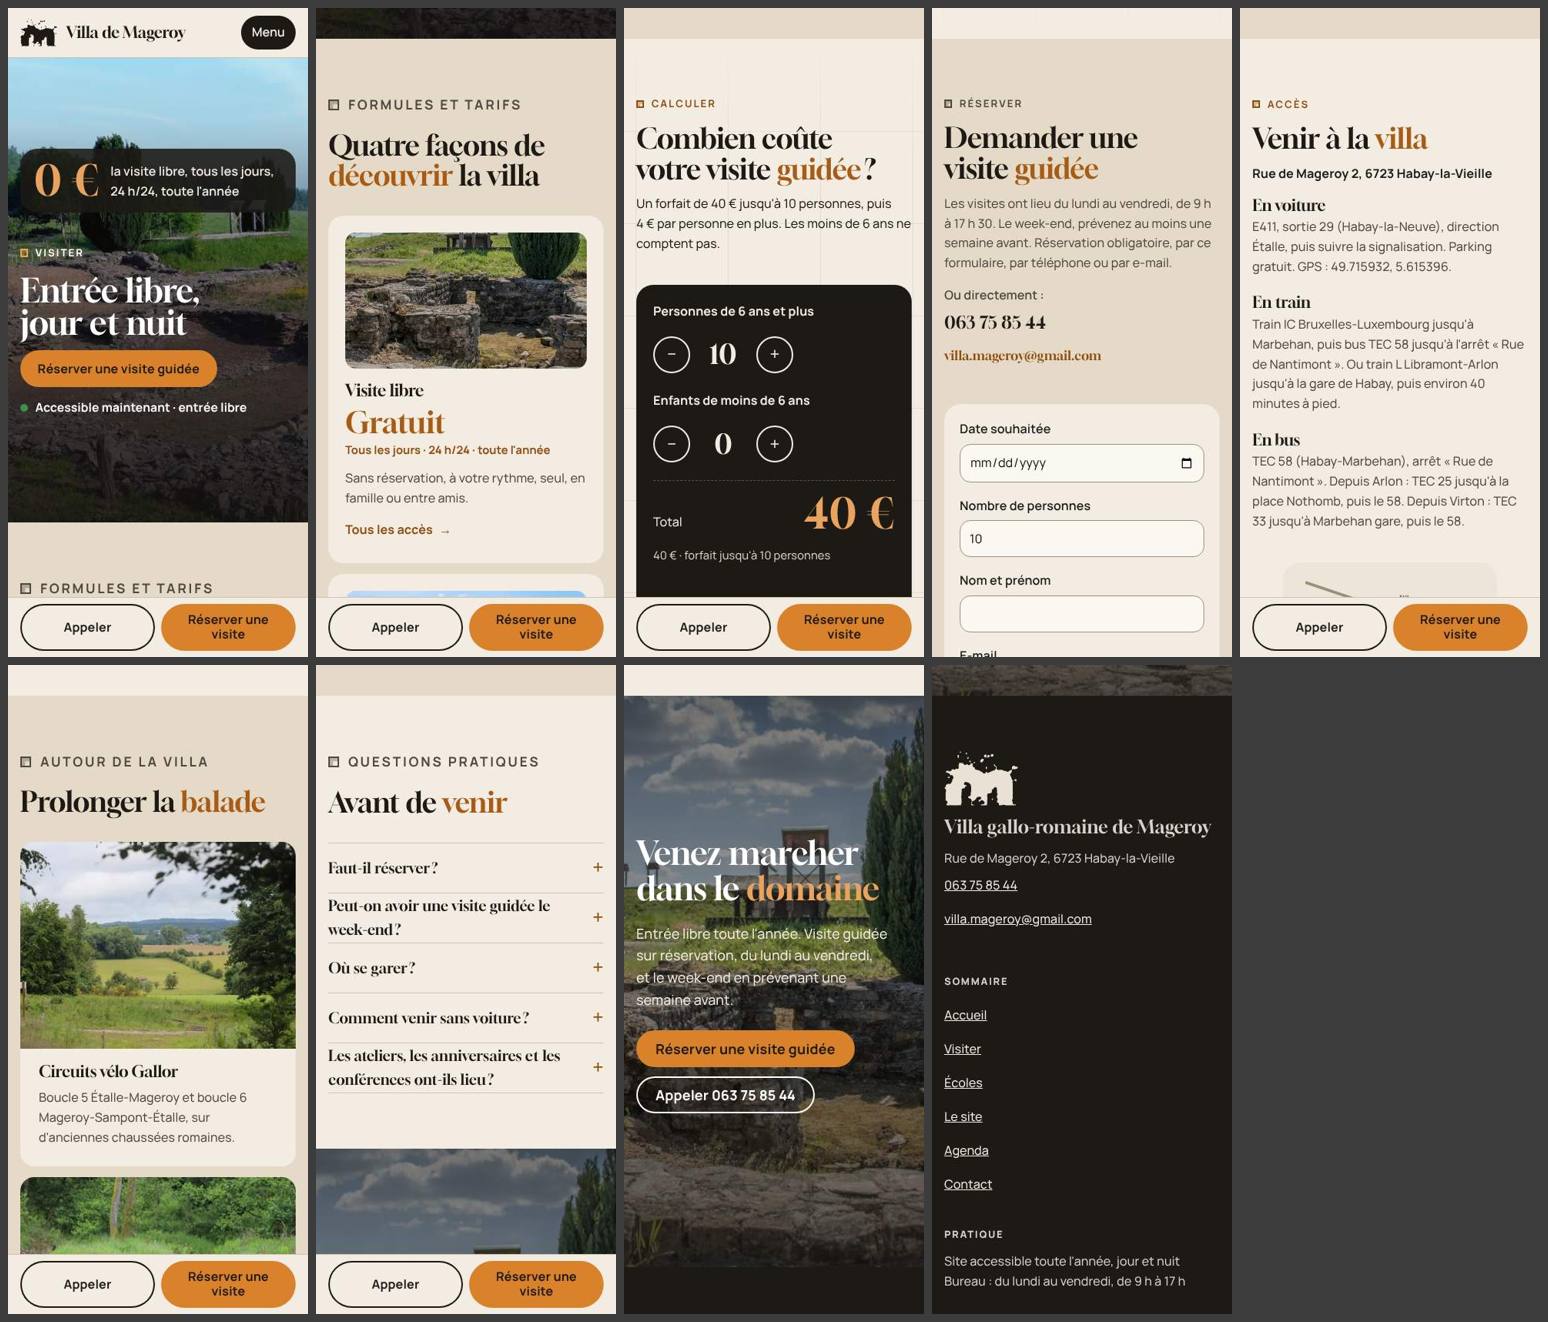 Villa de Mageroy
Menu
0 €
la visite libre, tous les jours,
24 h/24, toute l'année
VISITER
Entrée libre,
jour et nuit
Réserver une visite guidée
Accessible maintenant · entrée libre
FORMULES ET TARIFS
Appeler
Réserver une
visite
FORMULES ET TARIFS
Quatre façons de
découvrir la villa
Visite libre
Gratuit
Tous les jours · 24 h/24 · toute l'année
Sans réservation, à votre rythme, seul, en
famille ou entre amis.
Tous les accès →
Appeler
Réserver une
visite
CALCULER
Combien coûte
votre visite guidée ?
Un forfait de 40 € jusqu'à 10 personnes, puis
4 € par personne en plus. Les moins de 6 ans ne
comptent pas.
Personnes de 6 ans et plus
− 10 +
Enfants de moins de 6 ans
− 0 +
Total 40 €
40 € · forfait jusqu'à 10 personnes
Appeler
Réserver une
visite
RÉSERVER
Demander une
visite guidée
Les visites ont lieu du lundi au vendredi, de 9 h
à 17 h 30. Le week-end, prévenez au moins une
semaine avant. Réservation obligatoire, par ce
formulaire, par téléphone ou par e-mail.
Ou directement :
063 75 85 44
villa.mageroy@gmail.com
Date souhaitée
mm/dd/yyyy
Nombre de personnes
10
Nom et prénom
E-mail
ACCÈS
Venir à la villa
Rue de Mageroy 2, 6723 Habay-la-Vieille
En voiture
E411, sortie 29 (Habay-la-Neuve), direction
Étalle, puis suivre la signalisation. Parking
gratuit. GPS : 49.715932, 5.615396.
En train
Train IC Bruxelles-Luxembourg jusqu'à
Marbehan, puis bus TEC 58 jusqu'à l'arrêt « Rue
de Nantimont ». Ou train L Libramont-Arlon
jusqu'à la gare de Habay, puis environ 40
minutes à pied.
En bus
TEC 58 (Habay-Marbehan), arrêt « Rue de
Nantimont ». Depuis Arlon : TEC 25 jusqu'à la
place Nothomb, puis le 58. Depuis Virton : TEC
33 jusqu'à Marbehan gare, puis le 58.
Appeler
Réserver une
visite
AUTOUR DE LA VILLA
Prolonger la balade
Circuits vélo Gallor
Boucle 5 Étalle-Mageroy et boucle 6
Mageroy-Sampont-Étalle, sur
d'anciennes chaussées romaines.
Appeler
Réserver une
visite
QUESTIONS PRATIQUES
Avant de venir
Faut-il réserver ? +
Peut-on avoir une visite guidée le
week-end ? +
Où se garer ? +
Comment venir sans voiture ? +
Les ateliers, les anniversaires et les
conférences ont-ils lieu ? +
Appeler
Réserver une
visite
Venez marcher
dans le domaine
Entrée libre toute l'année. Visite guidée
sur réservation, du lundi au vendredi,
et le week-end en prévenant une
semaine avant.
Réserver une visite guidée
Appeler 063 75 85 44
Villa gallo-romaine de Mageroy
Rue de Mageroy 2, 6723 Habay-la-Vieille
063 75 85 44
villa.mageroy@gmail.com
SOMMAIRE
Accueil
Visiter
Écoles
Le site
Agenda
Contact
PRATIQUE
Site accessible toute l'année, jour et nuit
Bureau : du lundi au vendredi, de 9 h à 17 h